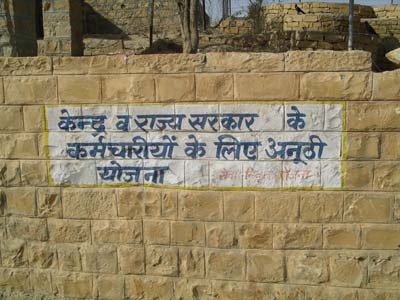 केन्द्र व राज्य सरकार के
कर्मचारीयों के लिए अनूठी
योजना